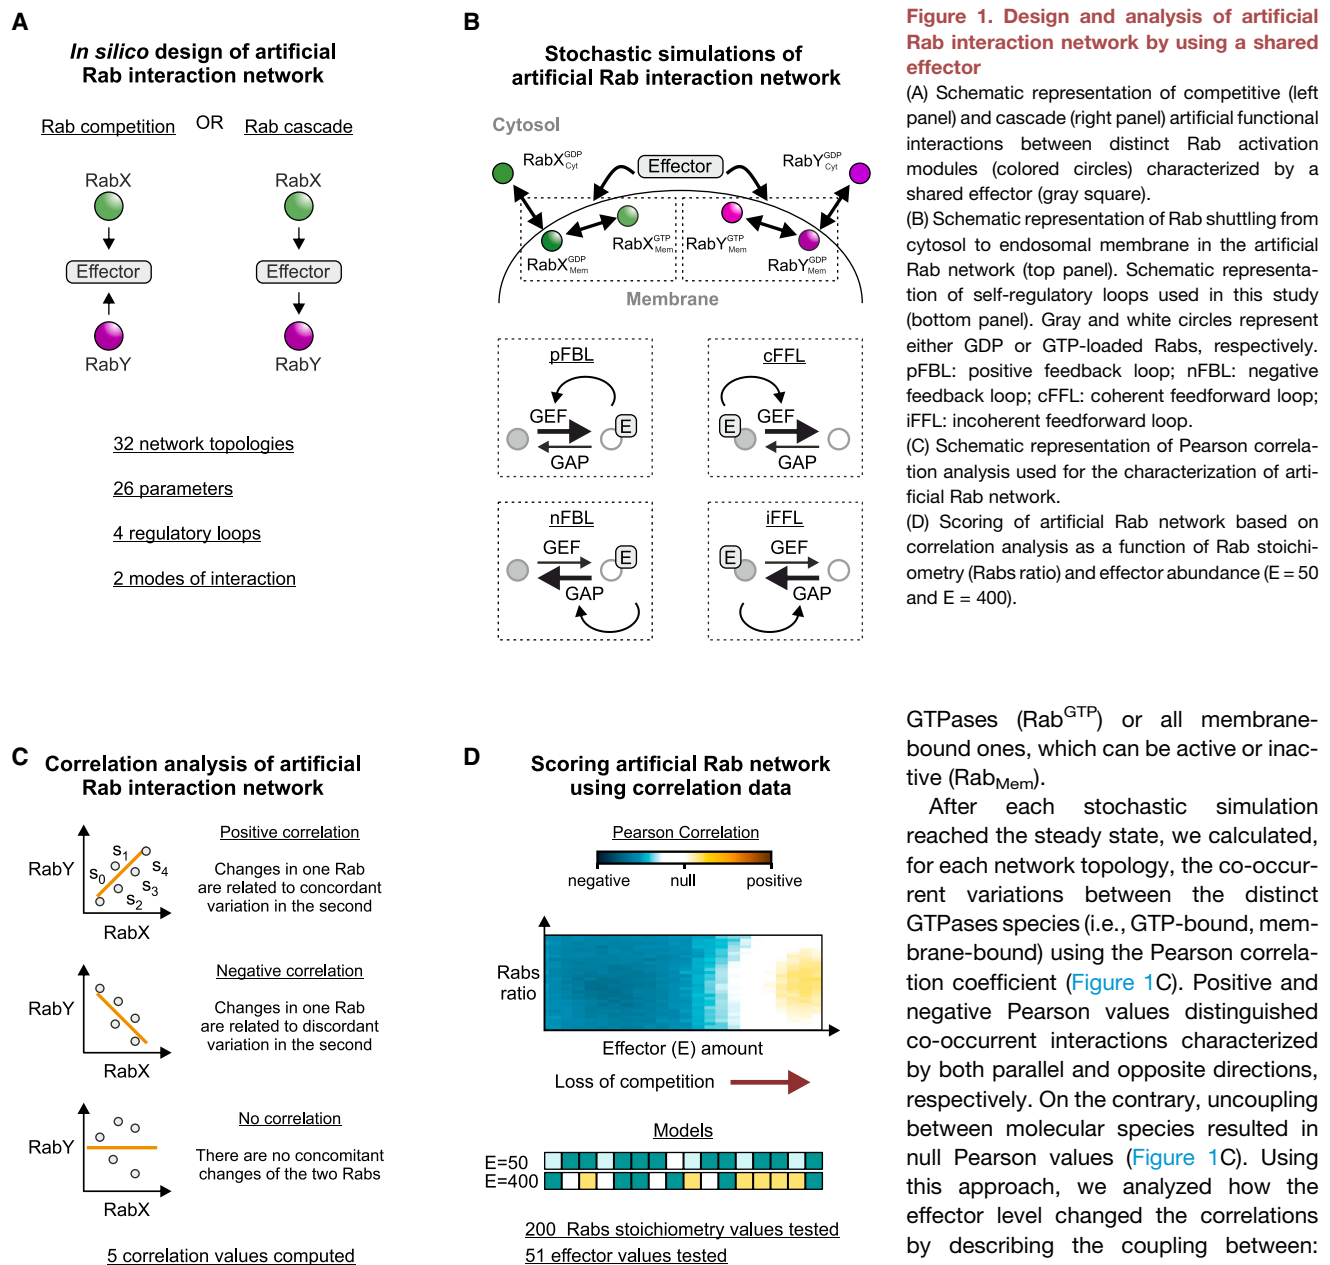 A
In silico design of artificial
Rab interaction network
Rab competition OR Rab cascade
RabX RabX
Effector Effector
RabY RabY
32 network topologies
26 parameters
4 regulatory loops
2 modes of interaction
B
Stochastic simulations of
artificial Rab interaction network
Cytosol
RabX GDP Cyt
Effector
RabY GDP Cyt
RabX GTP Mem
RabY GTP Mem
RabX GDP Mem
RabY GDP Mem
Membrane
pFBL
GEF
E
GAP
cFFL
GEF
E
GAP
nFBL
GEF
E
GAP
iFFL
GEF
E
GAP
Figure 1. Design and analysis of artificial
Rab interaction network by using a shared
effector
(A) Schematic representation of competitive (left
panel) and cascade (right panel) artificial functional
interactions between distinct Rab activation
modules (colored circles) characterized by a
shared effector (gray square).
(B) Schematic representation of Rab shuttling from
cytosol to endosomal membrane in the artificial
Rab network (top panel). Schematic representa-
tion of self-regulatory loops used in this study
(bottom panel). Gray and white circles represent
either GDP or GTP-loaded Rabs, respectively.
pFBL: positive feedback loop; nFBL: negative
feedback loop; cFFL: coherent feedforward loop;
iFFL: incoherent feedforward loop.
(C) Schematic representation of Pearson correla-
tion analysis used for the characterization of arti-
ficial Rab network.
(D) Scoring of artificial Rab network based on
correlation analysis as a function of Rab stoichi-
ometry (Rabs ratio) and effector abundance (E = 50
and E = 400).
C
Correlation analysis of artificial
Rab interaction network
RabY
S0
S1
S2
S3
S4
RabX
Positive correlation
Changes in one Rab
are related to concordant
variation in the second
RabY
RabX
Negative correlation
Changes in one Rab
are related to discordant
variation in the second
RabY
RabX
No correlation
There are no concomitant
changes of the two Rabs
5 correlation values computed
D
Scoring artificial Rab network
using correlation data
Pearson Correlation
negative null positive
Rabs
ratio
Effector (E) amount
Loss of competition
Models
E=50
E=400
200 Rabs stoichiometry values tested
51 effector values tested
GTPases (Rab^GTP) or all membrane-
bound ones, which can be active or inac-
tive (Rab_Mem).
After each stochastic simulation
reached the steady state, we calculated,
for each network topology, the co-occur-
rent variations between the distinct
GTPases species (i.e., GTP-bound, mem-
brane-bound) using the Pearson correla-
tion coefficient (Figure 1C). Positive and
negative Pearson values distinguished
co-occurrent interactions characterized
by both parallel and opposite directions,
respectively. On the contrary, uncoupling
between molecular species resulted in
null Pearson values (Figure 1C). Using
this approach, we analyzed how the
effector level changed the correlations
by describing the coupling between: